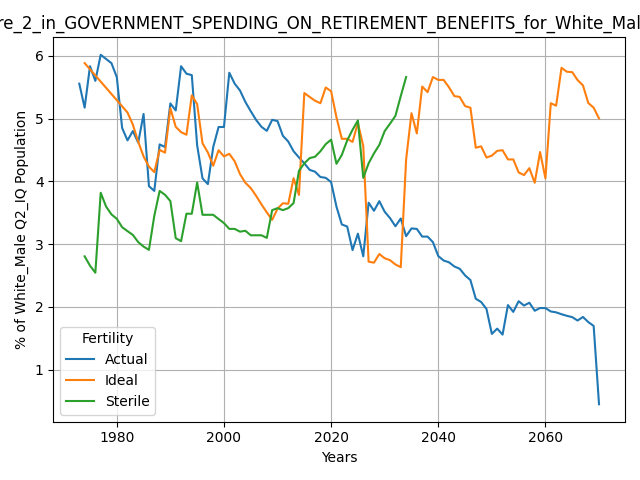 re_2_in_GOVERNMENT_SPENDING_ON_RETIREMENT_BENEFITS_for_White_Mal
% of White_Male Q2_IQ Population
6
5
4
3
2
1
Fertility
Actual
Ideal
Sterile
1980
2000
2020
2040
2060
Years